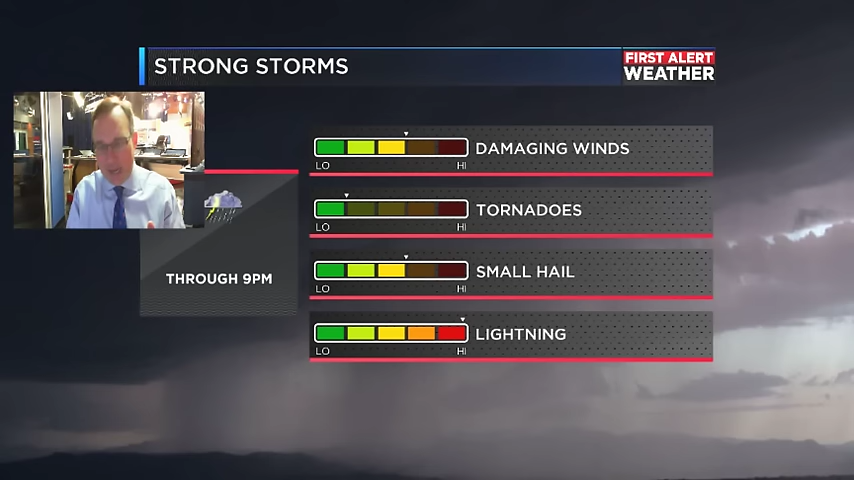 STRONG STORMS
FIRST ALERT
WEATHER
THROUGH 9PM
DAMAGING WINDS
LO HI
TORNADOES
LO HI
SMALL HAIL
LO HI
LIGHTNING
LO HI